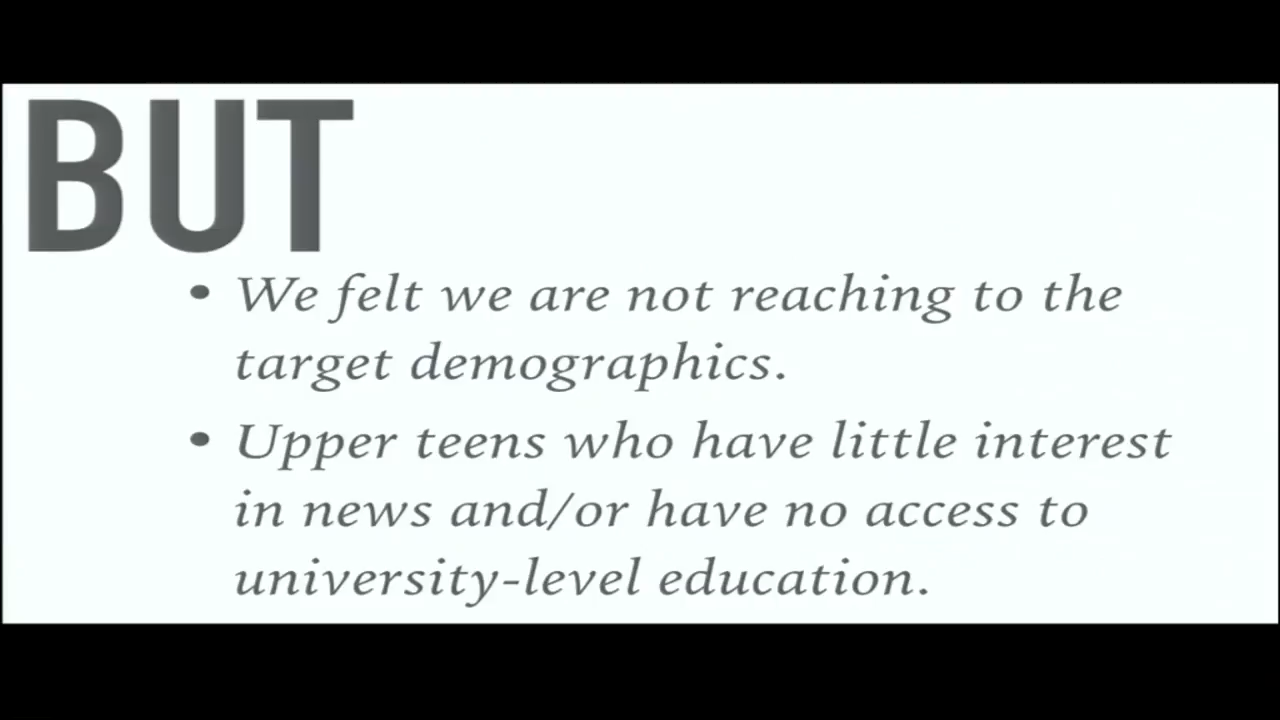 BUT
• We felt we are not reaching to the
target demographics.
• Upper teens who have little interest
in news and/or have no access to
university-level education.